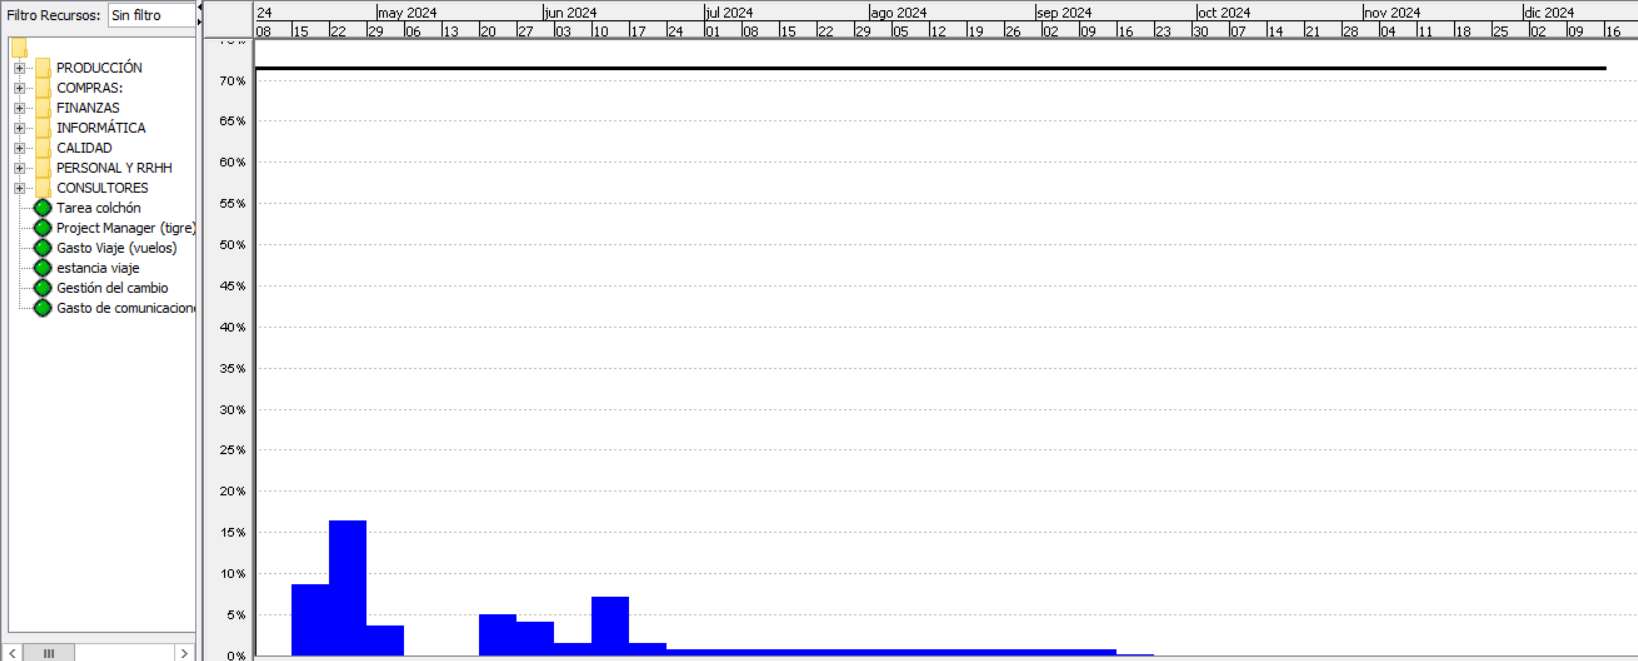 Filtro Recursos: Sin filtro
PRODUCCIÓN
COMPRAS:
FINANZAS
INFORMÁTICA
CALIDAD
PERSONAL Y RRHH
CONSULTORES
Tarea colchón
Project Manager (tigre)
Gasto Viaje (vuelos)
estancia viaje
Gestión del cambio
Gasto de comunicacion
24 may 2024 jun 2024 jul 2024 ago 2024 sep 2024 oct 2024 nov 2024 dic 2024
08 15 22 29 06 13 20 27 03 10 17 24 01 08 15 22 29 05 12 19 26 02 09 16 23 30 07 14 21 28 04 11 18 25 02 09 16
70%
65%
60%
55%
50%
45%
40%
35%
30%
25%
20%
15%
10%
5%
0%